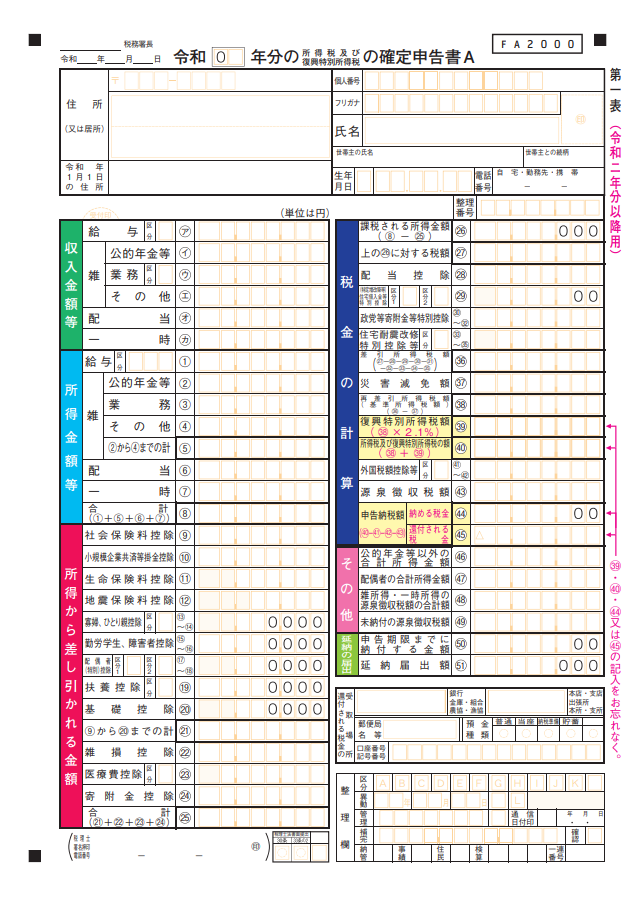 税務署長
令和 年 月 日
令和 0 年分の 所得税及び 復興特別所得税 の確定申告書A
FA2000
第一表（令和二年分以降用）
住所
（又は居所）
個人番号
フリガナ
氏名
世帯主の氏名 世帯主との続柄
令和 年
1月1日
の住所
生年月日
電話番号
自宅・勤務先・携帯
整理番号
（単位は円）
収入金額等
給与 区分 ㋐
雑
公的年金等 ㋑
業務 区分 ㋒
その他 ㋓
配当 ㋔
一時 ㋕
所得金額等
給与 区分 ①
雑
公的年金等 ②
業務 ③
その他 ④
②から④までの計 ⑤
配当 ⑥
一時 ⑦
合計
（①＋⑤＋⑥＋⑦） ⑧
所得から差し引かれる金額
社会保険料控除 ⑨
小規模企業共済等掛金控除 ⑩
生命保険料控除 ⑪
地震保険料控除 ⑫
寡婦、ひとり親控除 区分 ⑬～⑭ 0000
勤労学生、障害者控除 ⑮～⑯ 0000
配偶者（特別）控除 区分1 区分2 ⑰～⑱ 0000
扶養控除 区分 ⑲ 0000
基礎控除 ⑳ 0000
⑨から⑳までの計 ㉑
雑損控除 ㉒
医療費控除 区分 ㉓
寄附金控除 ㉔
合計
（㉑＋㉒＋㉓＋㉔） ㉕
税理士
署名押印
電話番号
税金の計算
課税される所得金額
（⑧－㉕） ㉖ 000
上の㉖に対する税額 ㉗
配当控除 ㉘
区分1 区分2 ㉙ 00
政党等寄附金等特別控除 ㉚～㉜
住宅耐震改修特別控除等 区分 ㉝～㉟
差引所得税額 ㊱
災害減免額 ㊲
再差引所得税額
（基準所得税額）
（㊱－㊲） ㊳
復興特別所得税額
（㊳×2.1%） ㊴
所得税及び復興特別所得税の額
（㊳＋㊴） ㊵
外国税額控除等 区分 ㊶～㊷
源泉徴収税額 ㊸
申告納税額
（㊵－㊶－㊷－㊸）
納める税金 ㊹ 00
還付される税金 ㊺ △
その他
公的年金等以外の
合計所得金額 ㊻
配偶者の合計所得金額 ㊼
雑所得・一時所得等の
源泉徴収税額の合計額 ㊽
未納付の源泉徴収税額 ㊾
延納の届出
申告期限までに
納付する金額 ㊿ 00
延納届出額 51 000
㊴・㊵・㊹又は㊺の記入をお忘れなく。
還付される税金の受取場所
銀行
金庫・組合
農協・漁協
本店・支店
出張所
本所・支所
郵便局
名等
預金種類
普通 当座 納税準備 貯蓄
口座番号
記号番号
整理欄
区分 A B C D E F G H I J K
異動
管理
通信日付印 年 月 日
補完
確認
納管
事績
住民
検算
一連番号